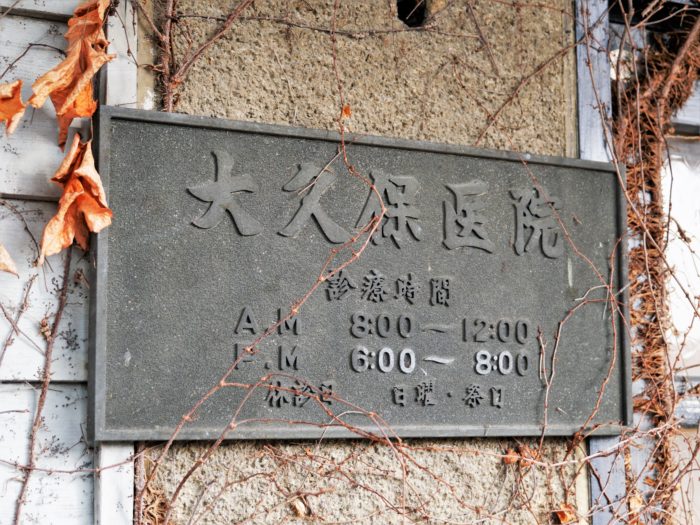 大久保医院
診療時間
A.M 8:00～12:00
P.M 6:00～8:00
休診日 日曜・祭日